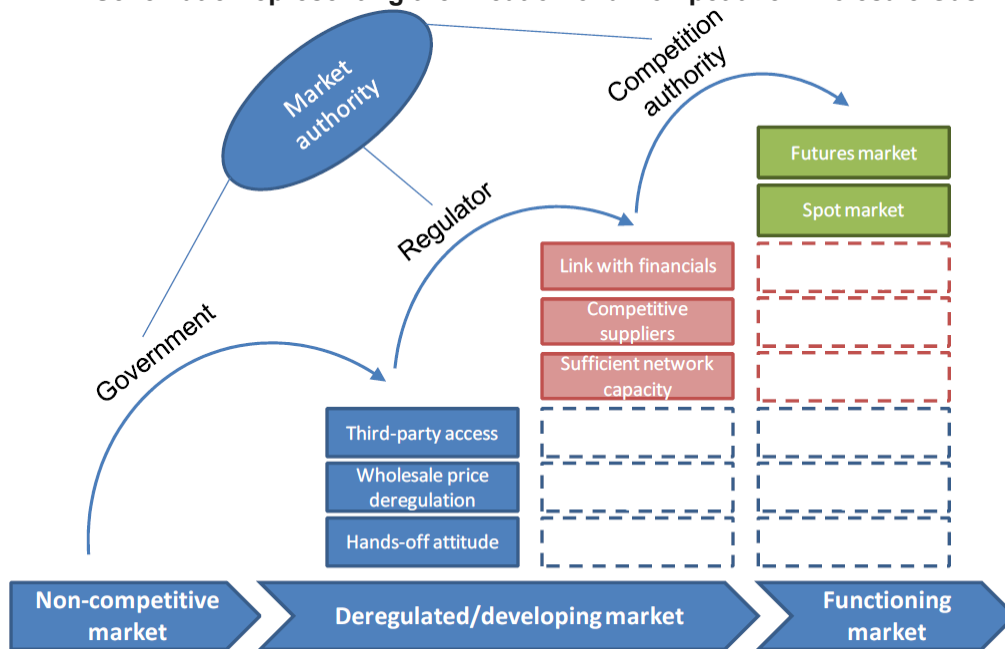 Market
authority
Competition
authority
Regulator
Government
Futures market
Spot market
Link with financials
Competitive
suppliers
Sufficient network
capacity
Third-party access
Wholesale price
deregulation
Hands-off attitude
Non-competitive
market
Deregulated/developing market
Functioning
market